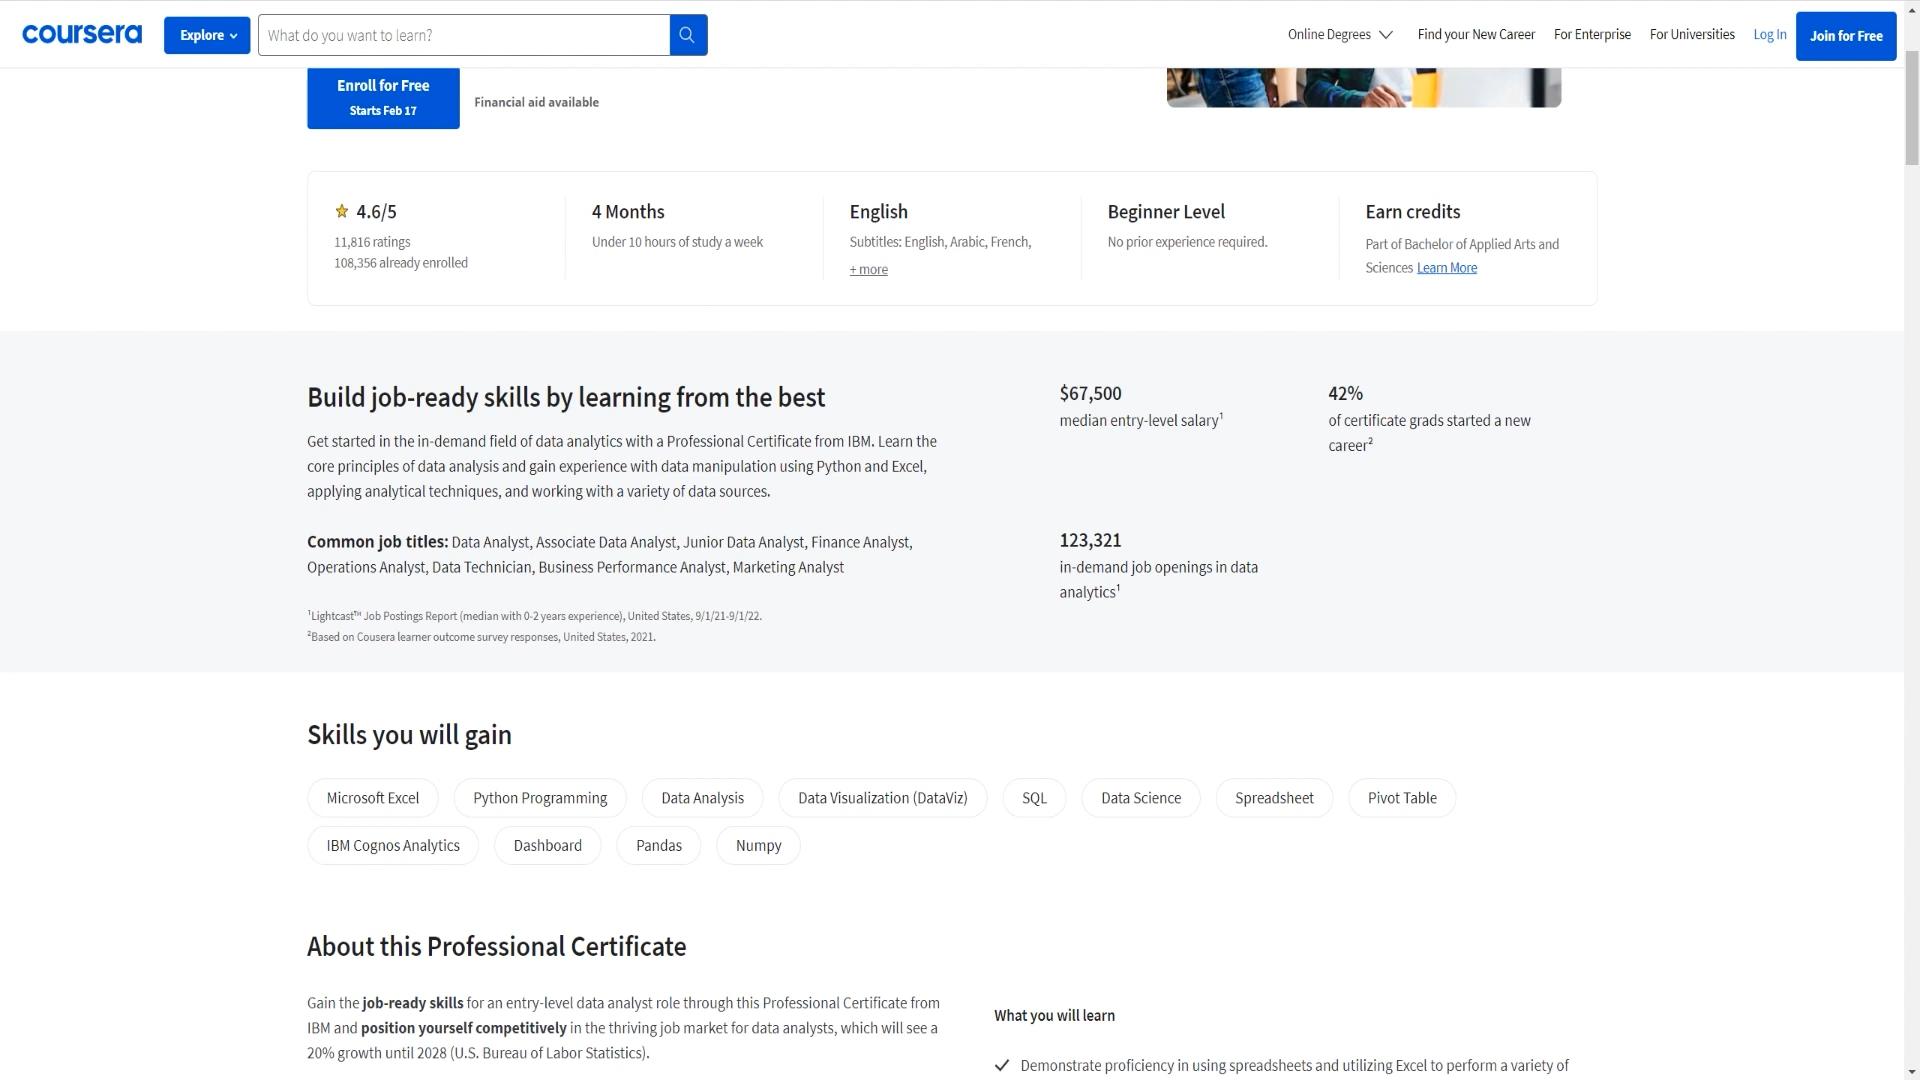 coursera
Explore
What do you want to learn?
Online Degrees
Find your New Career
For Enterprise
For Universities
Log In
Join for Free
Enroll for Free
Starts Feb 17
Financial aid available
4.6/5
11,816 ratings
108,356 already enrolled
4 Months
Under 10 hours of study a week
English
Subtitles: English, Arabic, French,
+ more
Beginner Level
No prior experience required.
Earn credits
Part of Bachelor of Applied Arts and
Sciences Learn More
Build job-ready skills by learning from the best
Get started in the in-demand field of data analytics with a Professional Certificate from IBM. Learn the
core principles of data analysis and gain experience with data manipulation using Python and Excel,
applying analytical techniques, and working with a variety of data sources.
Common job titles: Data Analyst, Associate Data Analyst, Junior Data Analyst, Finance Analyst,
Operations Analyst, Data Technician, Business Performance Analyst, Marketing Analyst
¹Lightcast™ Job Postings Report (median with 0-2 years experience), United States, 9/1/21-9/1/22.
²Based on Cousera learner outcome survey responses, United States, 2021.
$67,500
median entry-level salary¹
42%
of certificate grads started a new
career²
123,321
in-demand job openings in data
analytics¹
Skills you will gain
Microsoft Excel
Python Programming
Data Analysis
Data Visualization (DataViz)
SQL
Data Science
Spreadsheet
Pivot Table
IBM Cognos Analytics
Dashboard
Pandas
Numpy
About this Professional Certificate
Gain the job-ready skills for an entry-level data analyst role through this Professional Certificate from
IBM and position yourself competitively in the thriving job market for data analysts, which will see a
20% growth until 2028 (U.S. Bureau of Labor Statistics).
What you will learn
Demonstrate proficiency in using spreadsheets and utilizing Excel to perform a variety of